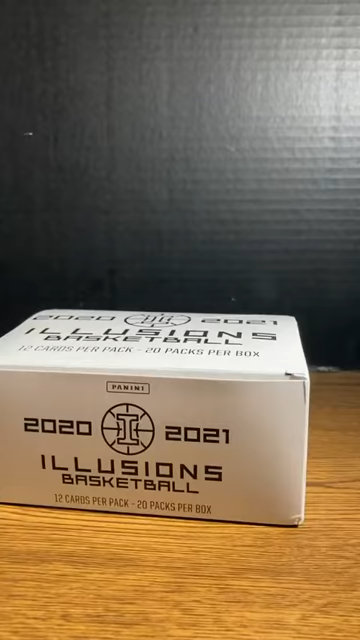 2020 2021
ILLUSIONS
BASKETBALL
12 CARDS PER PACK - 20 PACKS PER BOX
PANINI
2020 I 2021
ILLUSIONS
BASKETBALL
12 CARDS PER PACK - 20 PACKS PER BOX